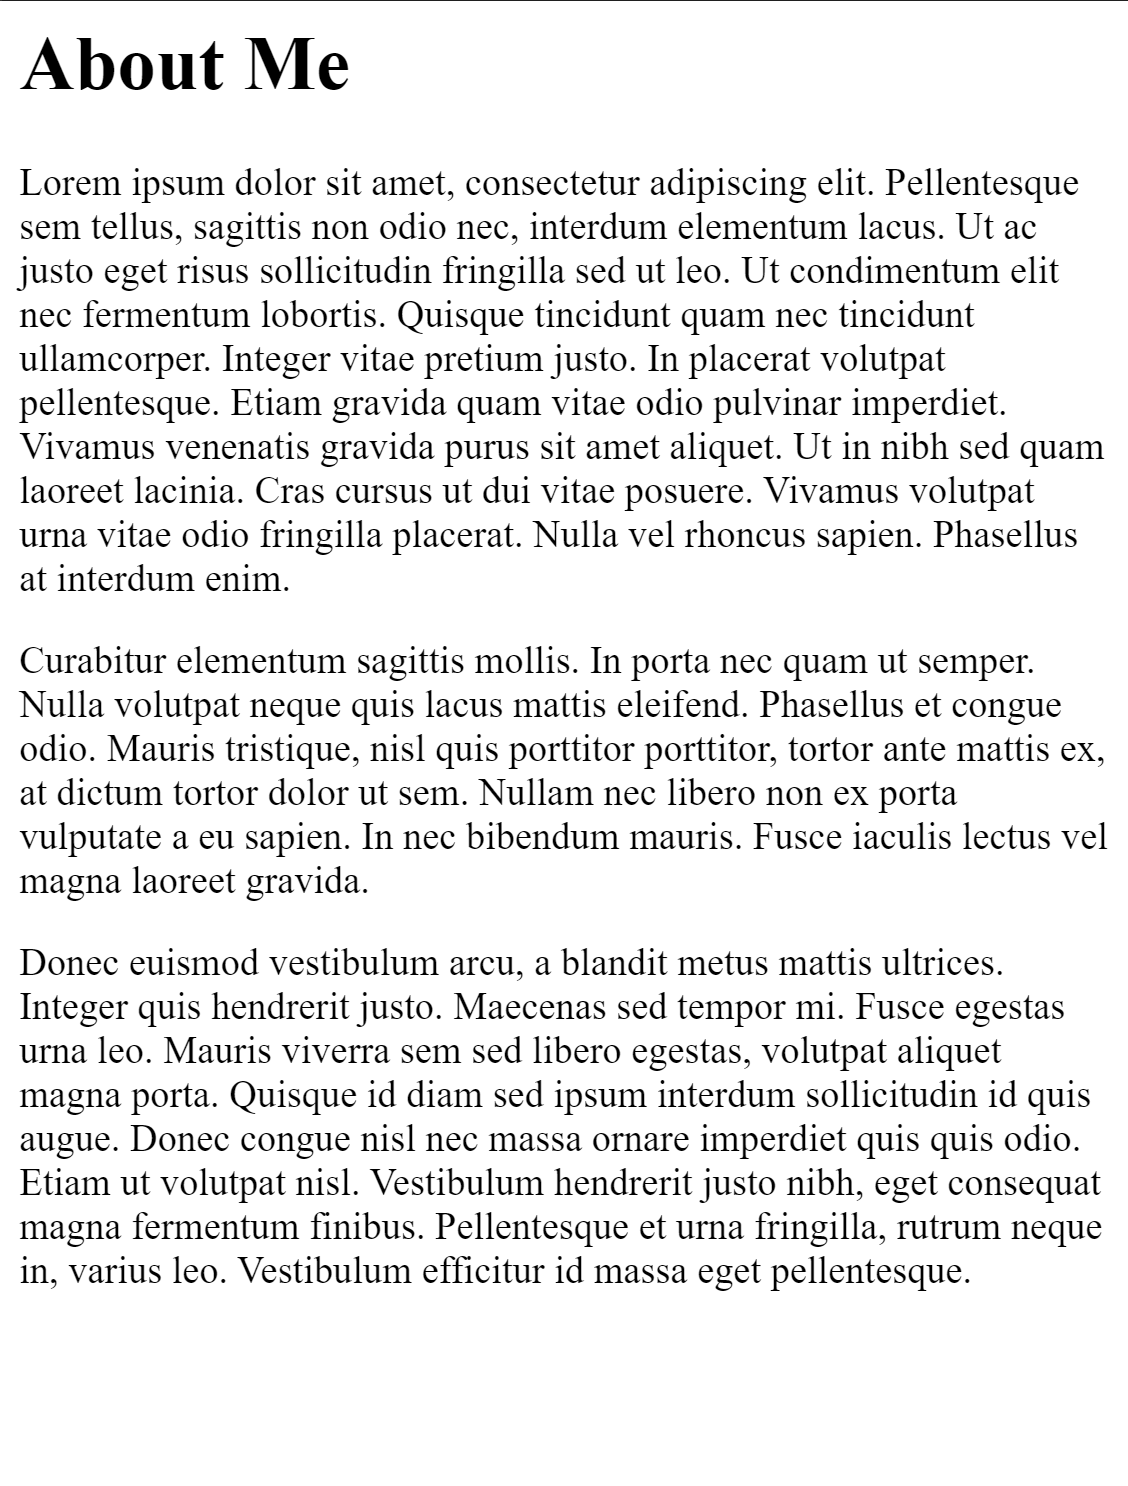 About Me
Lorem ipsum dolor sit amet, consectetur adipiscing elit. Pellentesque
sem tellus, sagittis non odio nec, interdum elementum lacus. Ut ac
justo eget risus sollicitudin fringilla sed ut leo. Ut condimentum elit
nec fermentum lobortis. Quisque tincidunt quam nec tincidunt
ullamcorper. Integer vitae pretium justo. In placerat volutpat
pellentesque. Etiam gravida quam vitae odio pulvinar imperdiet.
Vivamus venenatis gravida purus sit amet aliquet. Ut in nibh sed quam
laoreet lacinia. Cras cursus ut dui vitae posuere. Vivamus volutpat
urna vitae odio fringilla placerat. Nulla vel rhoncus sapien. Phasellus
at interdum enim.
Curabitur elementum sagittis mollis. In porta nec quam ut semper.
Nulla volutpat neque quis lacus mattis eleifend. Phasellus et congue
odio. Mauris tristique, nisl quis porttitor porttitor, tortor ante mattis ex,
at dictum tortor dolor ut sem. Nullam nec libero non ex porta
vulputate a eu sapien. In nec bibendum mauris. Fusce iaculis lectus vel
magna laoreet gravida.
Donec euismod vestibulum arcu, a blandit metus mattis ultrices.
Integer quis hendrerit justo. Maecenas sed tempor mi. Fusce egestas
urna leo. Mauris viverra sem sed libero egestas, volutpat aliquet
magna porta. Quisque id diam sed ipsum interdum sollicitudin id quis
augue. Donec congue nisl nec massa ornare imperdiet quis quis odio.
Etiam ut volutpat nisl. Vestibulum hendrerit justo nibh, eget consequat
magna fermentum finibus. Pellentesque et urna fringilla, rutrum neque
in, varius leo. Vestibulum efficitur id massa eget pellentesque.